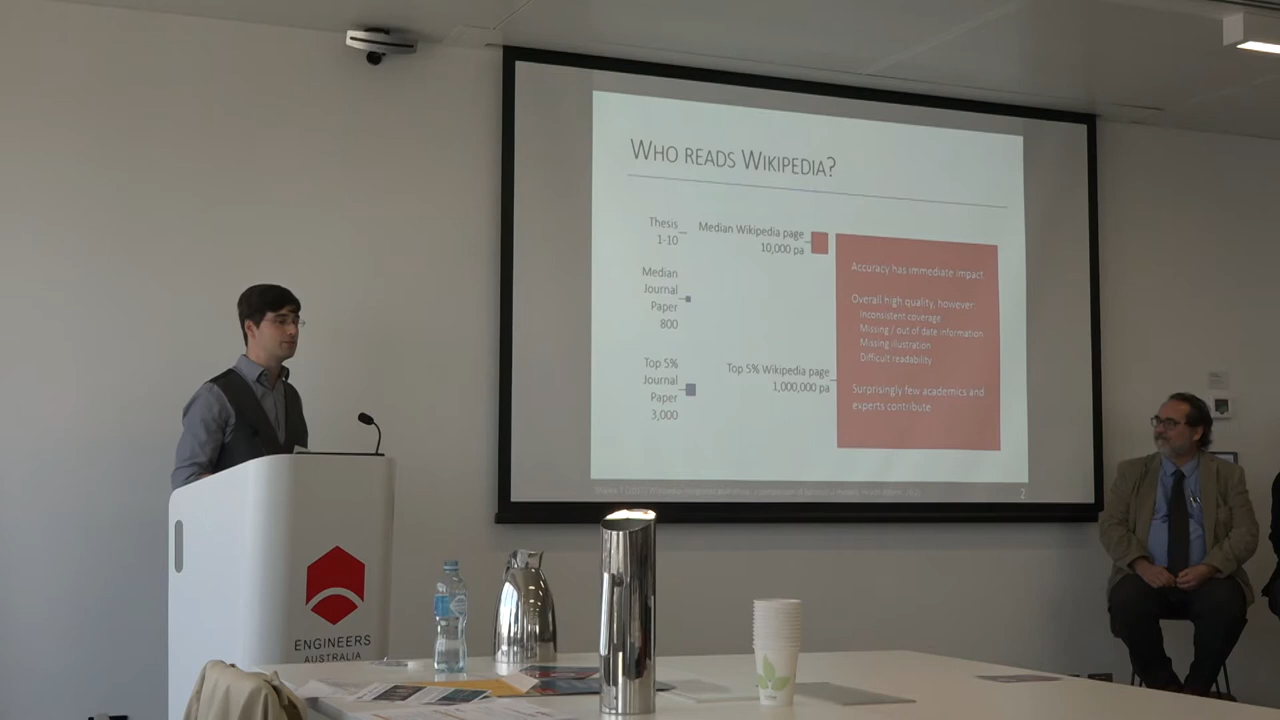 WHO READS WIKIPEDIA?
Thesis
1-10
Median Wikipedia page
10,000 pa
Median
Journal
Paper
800
Top 5%
Journal
Paper
3,000
Top 5% Wikipedia page
1,000,000 pa
Accuracy has immediate impact
Overall high quality, however:
Inconsistent coverage
Missing / out of date information
Missing illustration
Difficult readability
Surprisingly few academics and
experts contribute
2
ENGINEERS
AUSTRALIA